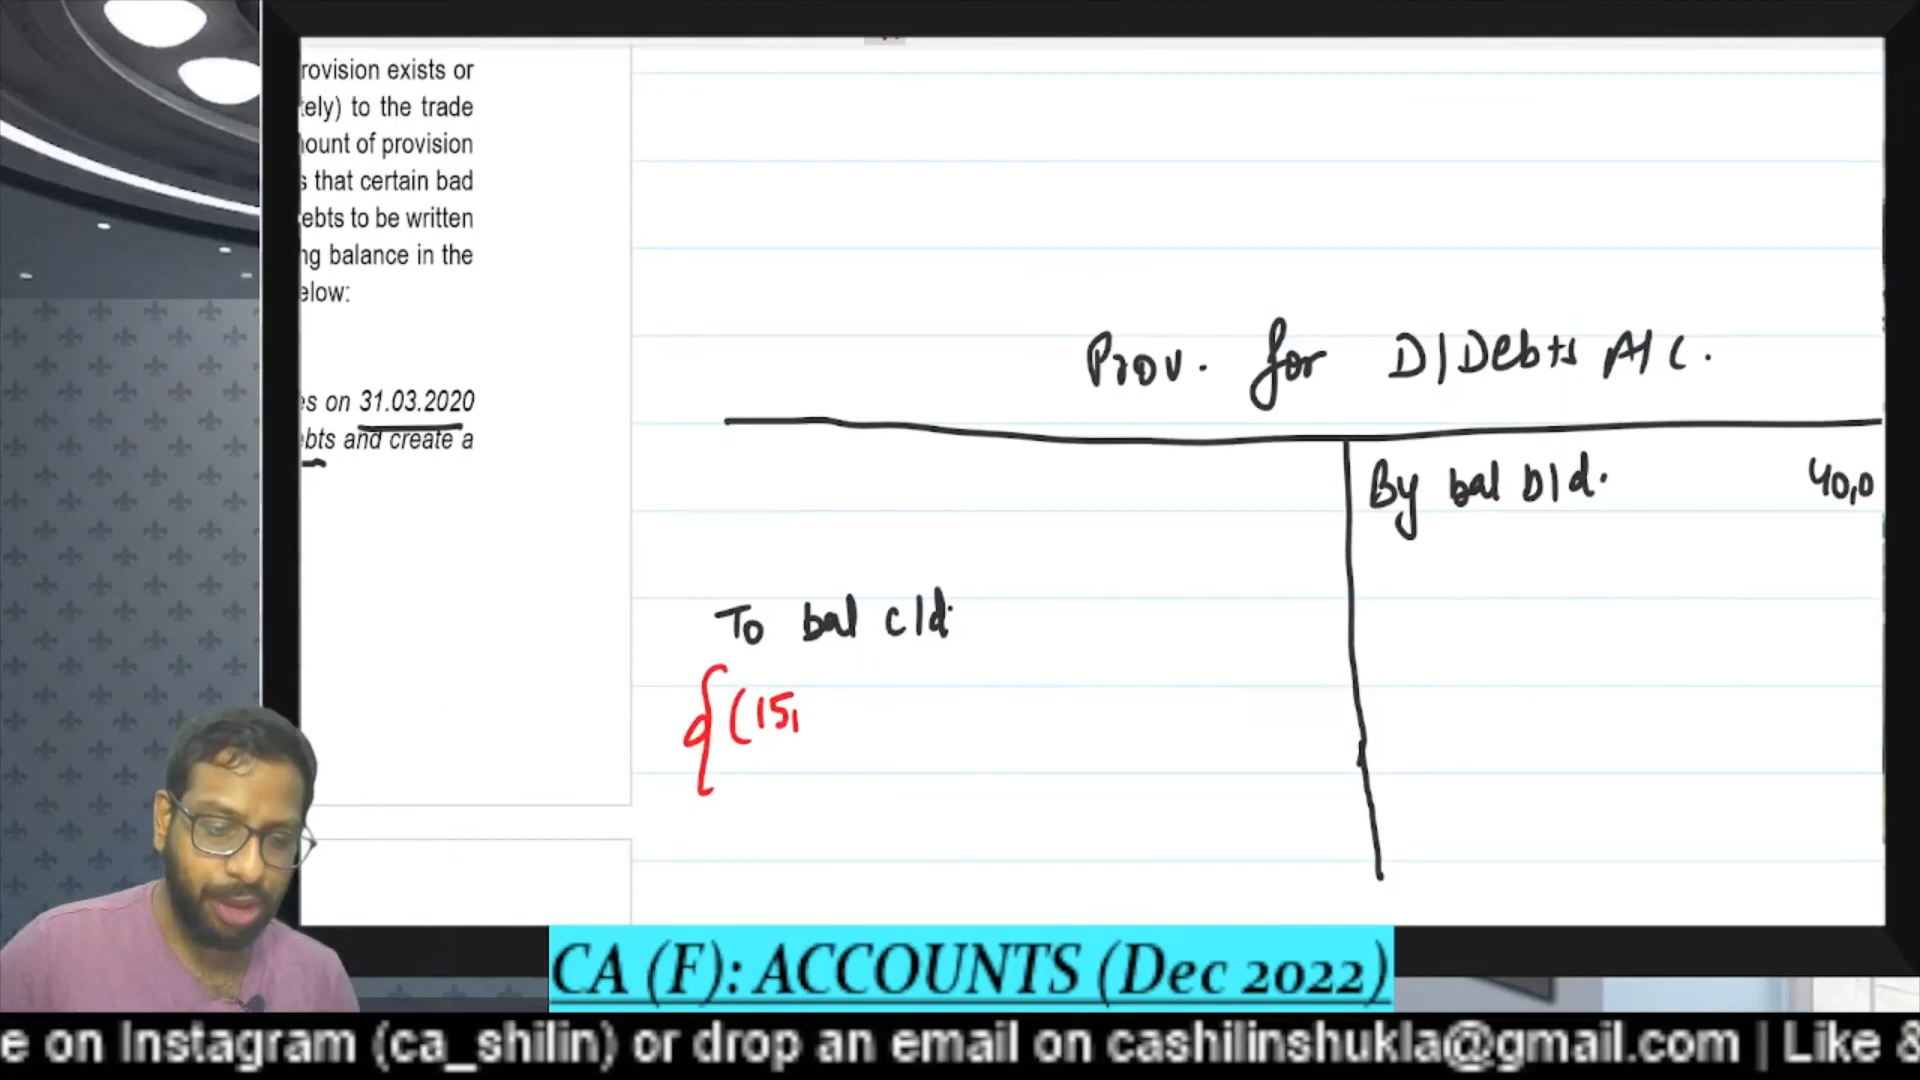 rovision exists or
tely) to the trade
ount of provision
s that certain bad
ebts to be written
ng balance in the
elow:
es on 31.03.2020
ebts and create a
Prov. for D/Debts A/C.
By bal b/d. 40,0
To bal c/d.
{(15,
CA (F): ACCOUNTS (Dec 2022)
e on Instagram (ca_shilin) or drop an email on cashilinshukla@gmail.com | Like &